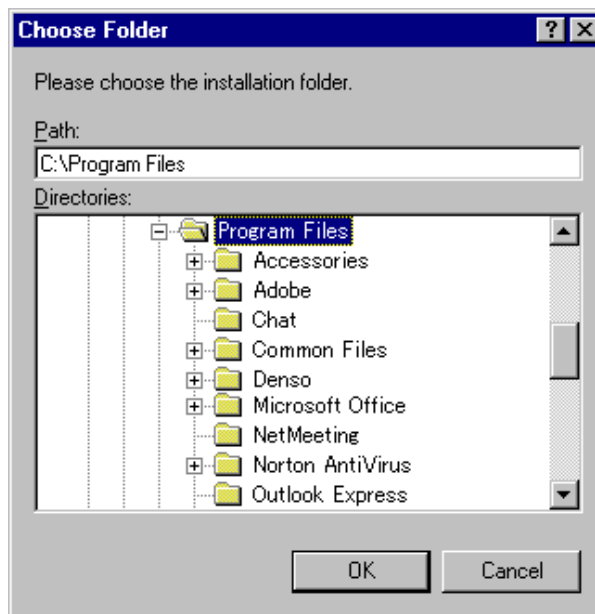 Choose Folder
Please choose the installation folder.
Path:
C:\Program Files
Directories:
Program Files
Accessories
Adobe
Chat
Common Files
Denso
Microsoft Office
NetMeeting
Norton AntiVirus
Outlook Express
OK Cancel